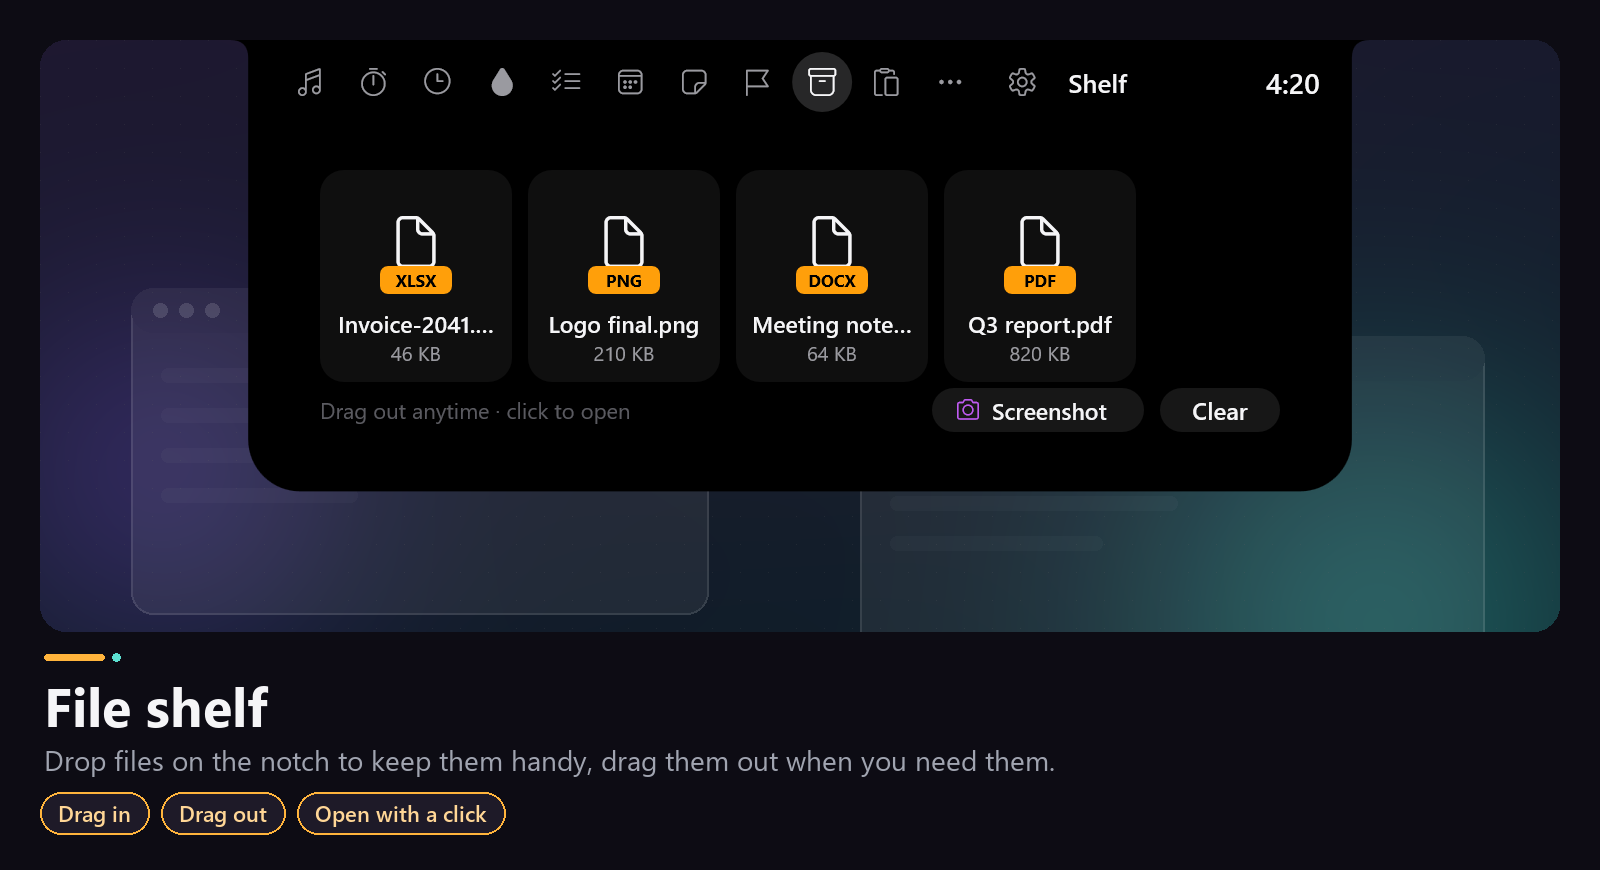 Shelf 4:20
XLSX PNG DOCX PDF
Invoice-2041.... Logo final.png Meeting note... Q3 report.pdf
46 KB 210 KB 64 KB 820 KB
Drag out anytime · click to open Screenshot Clear
File shelf
Drop files on the notch to keep them handy, drag them out when you need them.
Drag in Drag out Open with a click